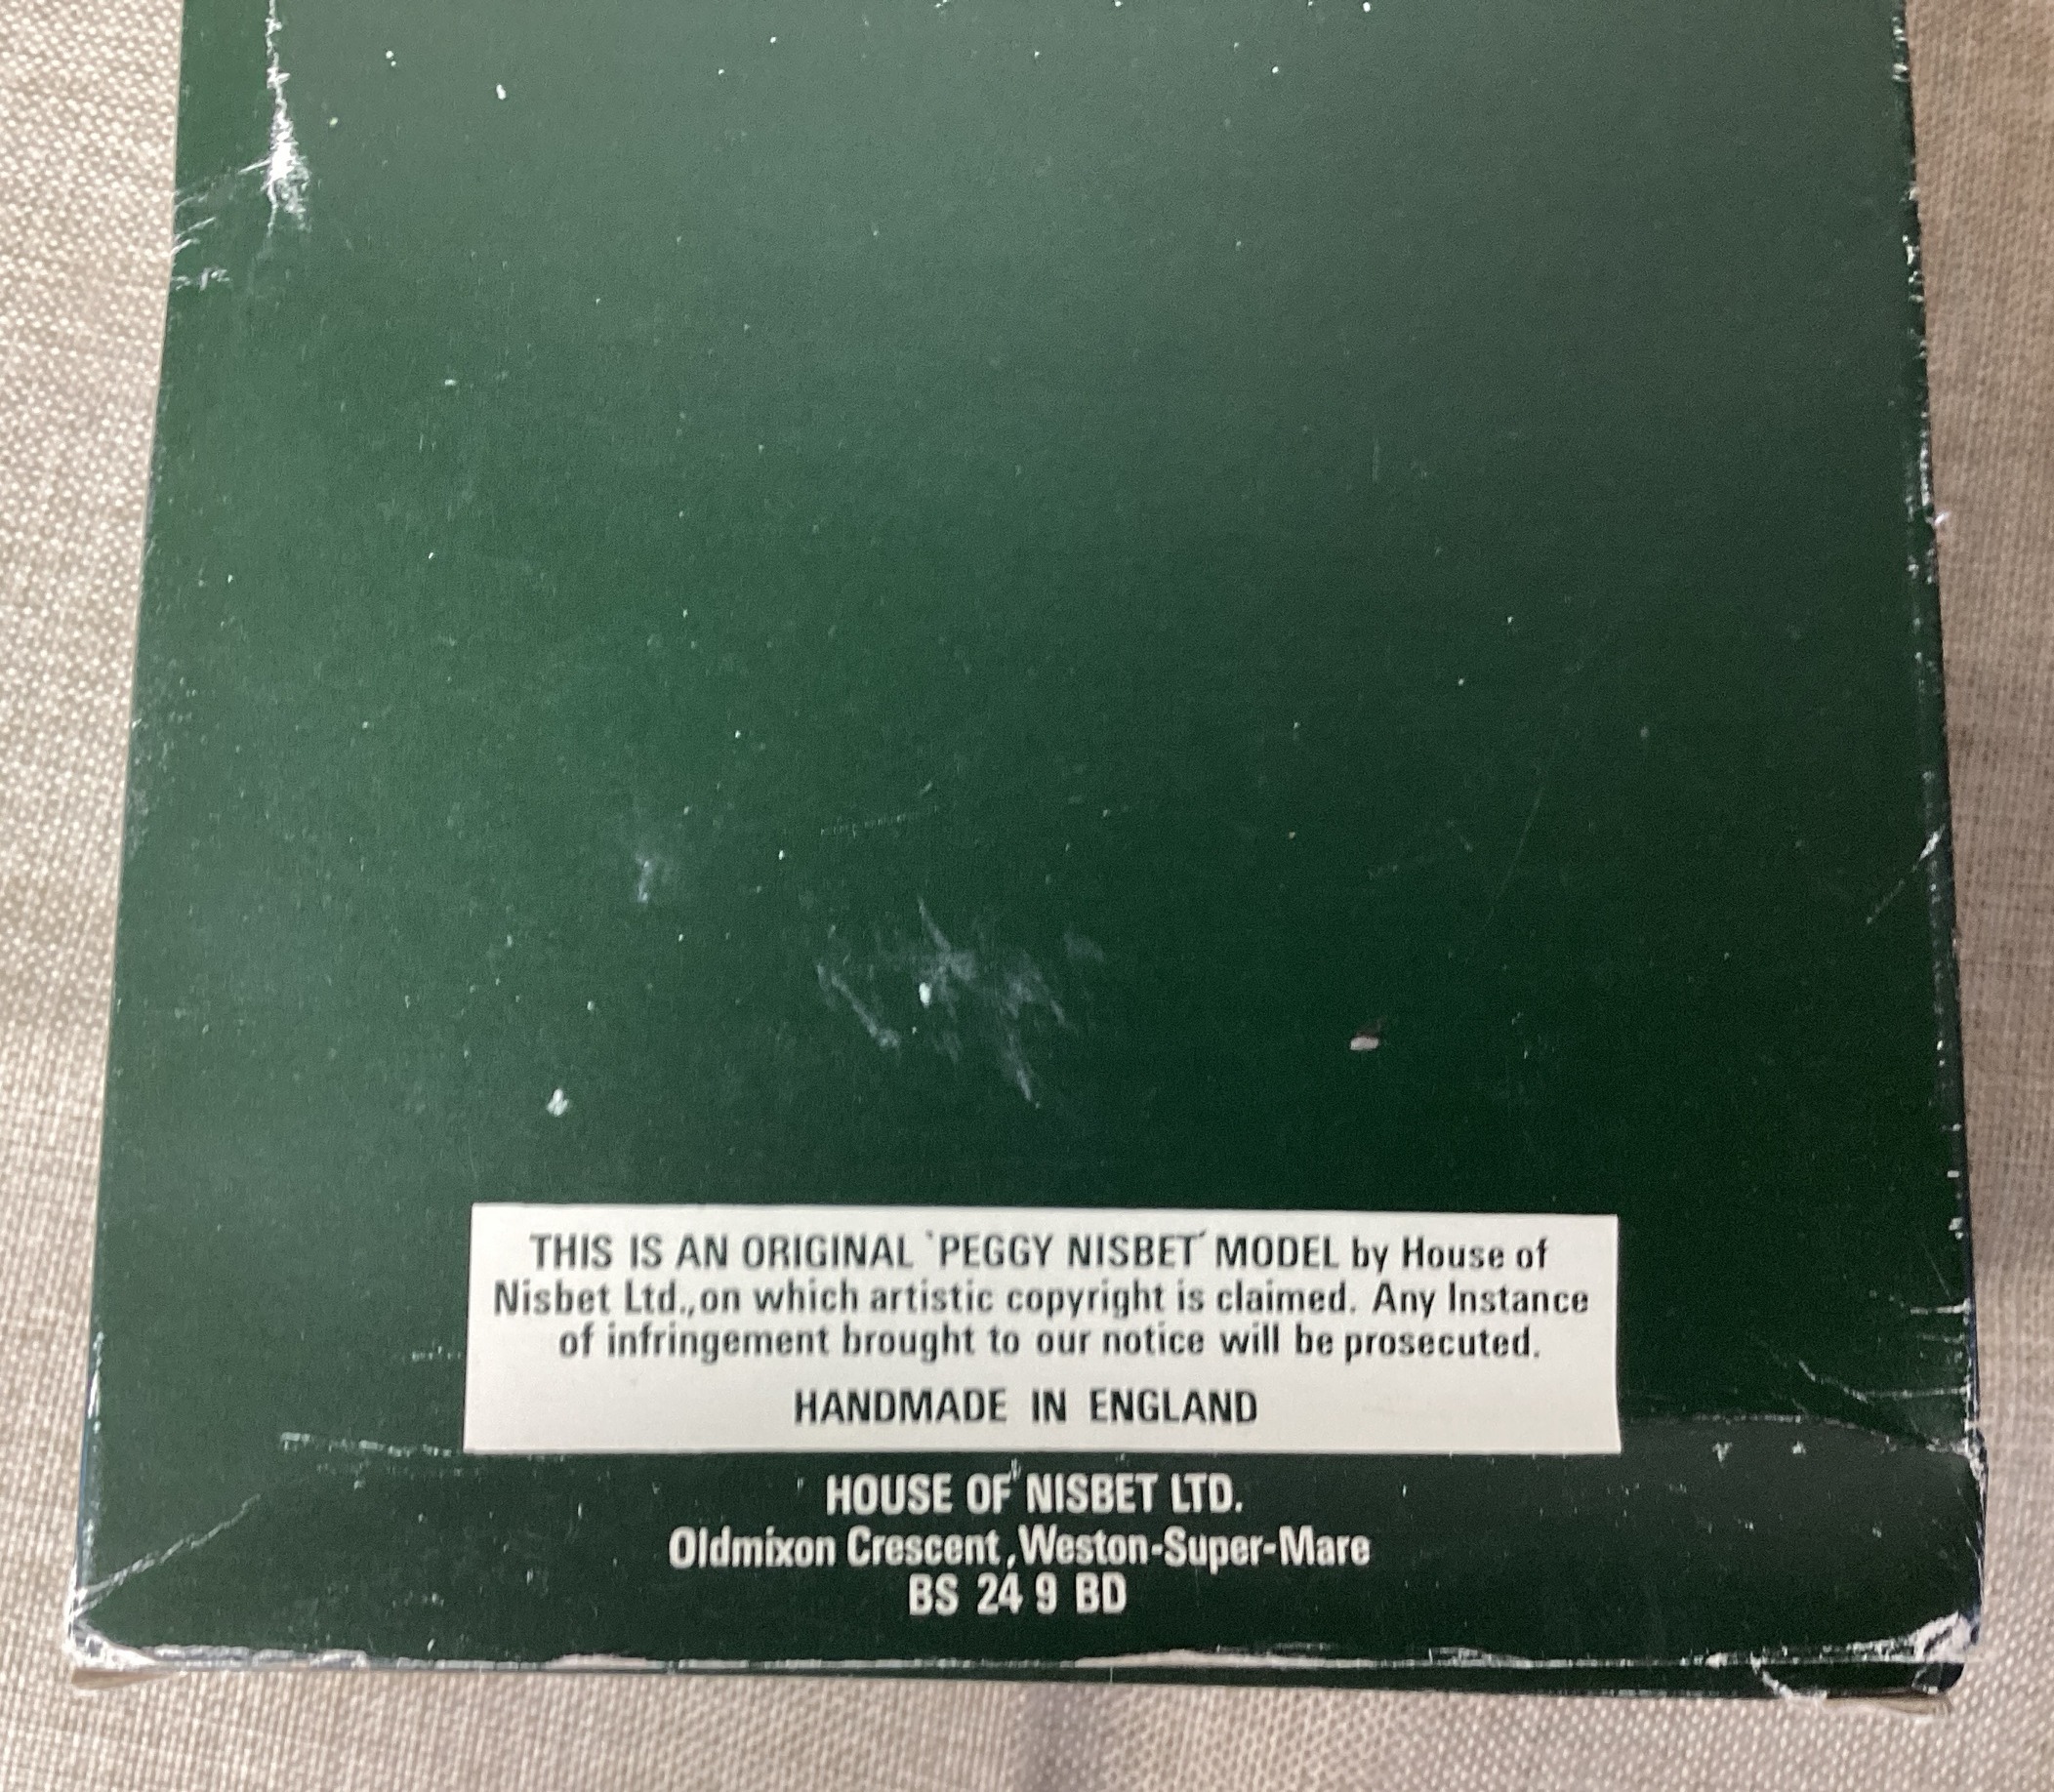 THIS IS AN ORIGINAL `PEGGY NISBET´ MODEL by House of
Nisbet Ltd.,on which artistic copyright is claimed. Any Instance
of infringement brought to our notice will be prosecuted.
HANDMADE IN ENGLAND
HOUSE OF NISBET LTD.
Oldmixon Crescent,Weston-Super-Mare
BS 24 9 BD